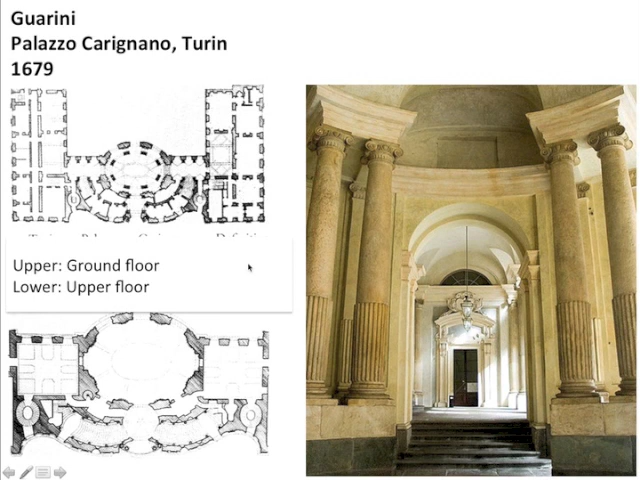 Guarini
Palazzo Carignano, Turin
1679
Upper: Ground floor
Lower: Upper floor